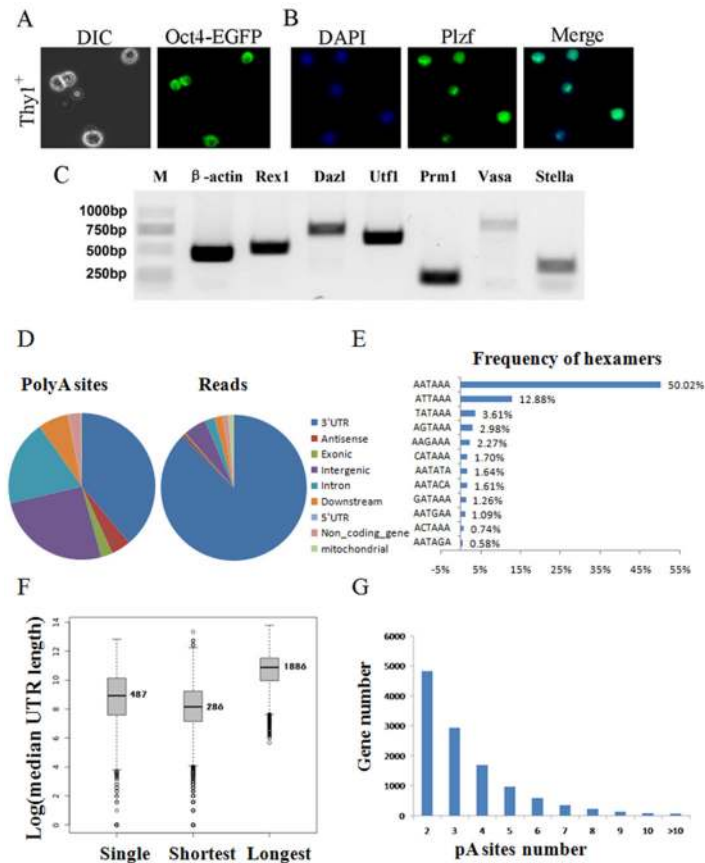 A
B
DIC
Oct4-EGFP
DAPI
Plzf
Merge
Thy1+
C
M β-actin Rex1 Dazl Utf1 Prm1 Vasa Stella
1000bp
750bp
500bp
250bp
D
PolyA sites
Reads
3'UTR
Antisense
Exonic
Intergenic
Intron
Downstream
5'UTR
Non_coding_gene
mitochondrial
E
Frequency of hexamers
AATAAA 50.02%
ATTAAA 12.88%
TATAAA 3.61%
AGTAAA 2.98%
AAGAAA 2.27%
CATAAA 1.70%
AATATA 1.64%
AATACA 1.61%
GATAAA 1.26%
AATGAA 1.09%
ACTAAA 0.74%
AATAGA 0.58%
-5% 5% 15% 25% 35% 45% 55%
F
Log(median UTR length)
14
12
10
8
6
4
2
0
487
286
1886
Single Shortest Longest
G
Gene number
6000
5000
4000
3000
2000
1000
0
2 3 4 5 6 7 8 9 10 >10
pA sites number